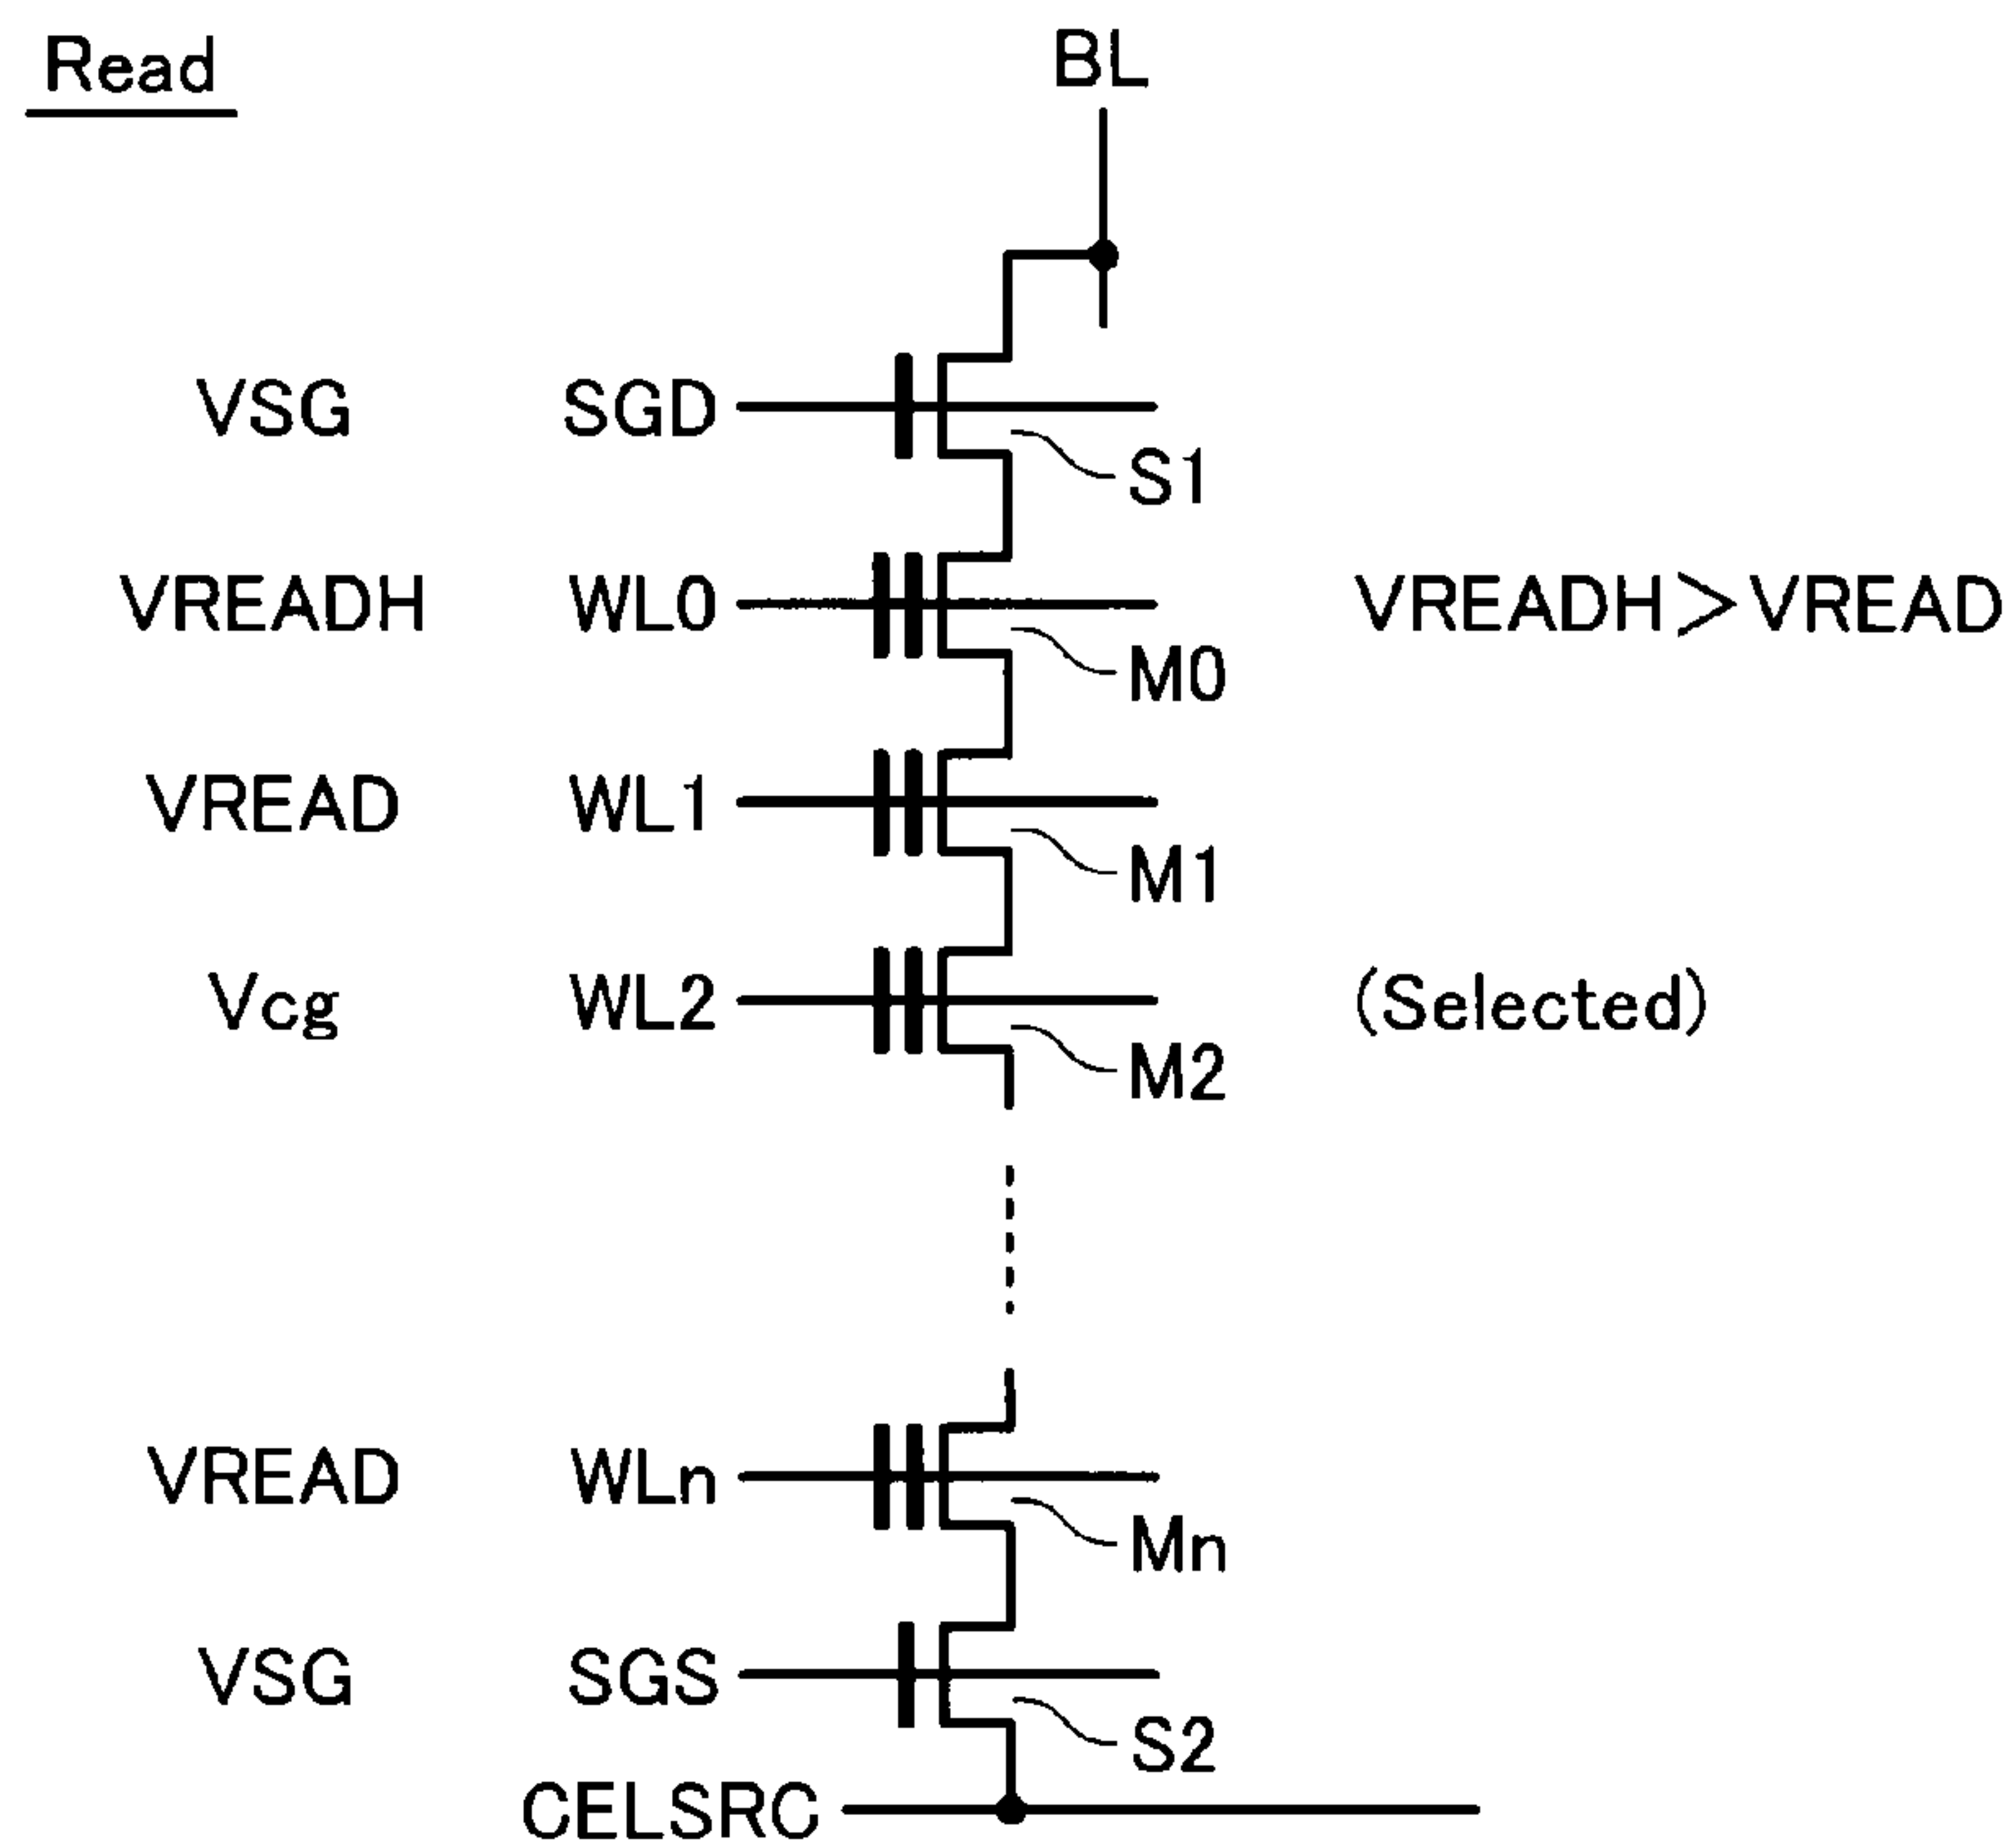 Read
BL
VSG SGD
S1
VREADH WL0 VREADH>VREAD
M0
VREAD WL1
M1
Vcg WL2 (Selected)
M2
VREAD WLn
Mn
VSG SGS
S2
CELSRC